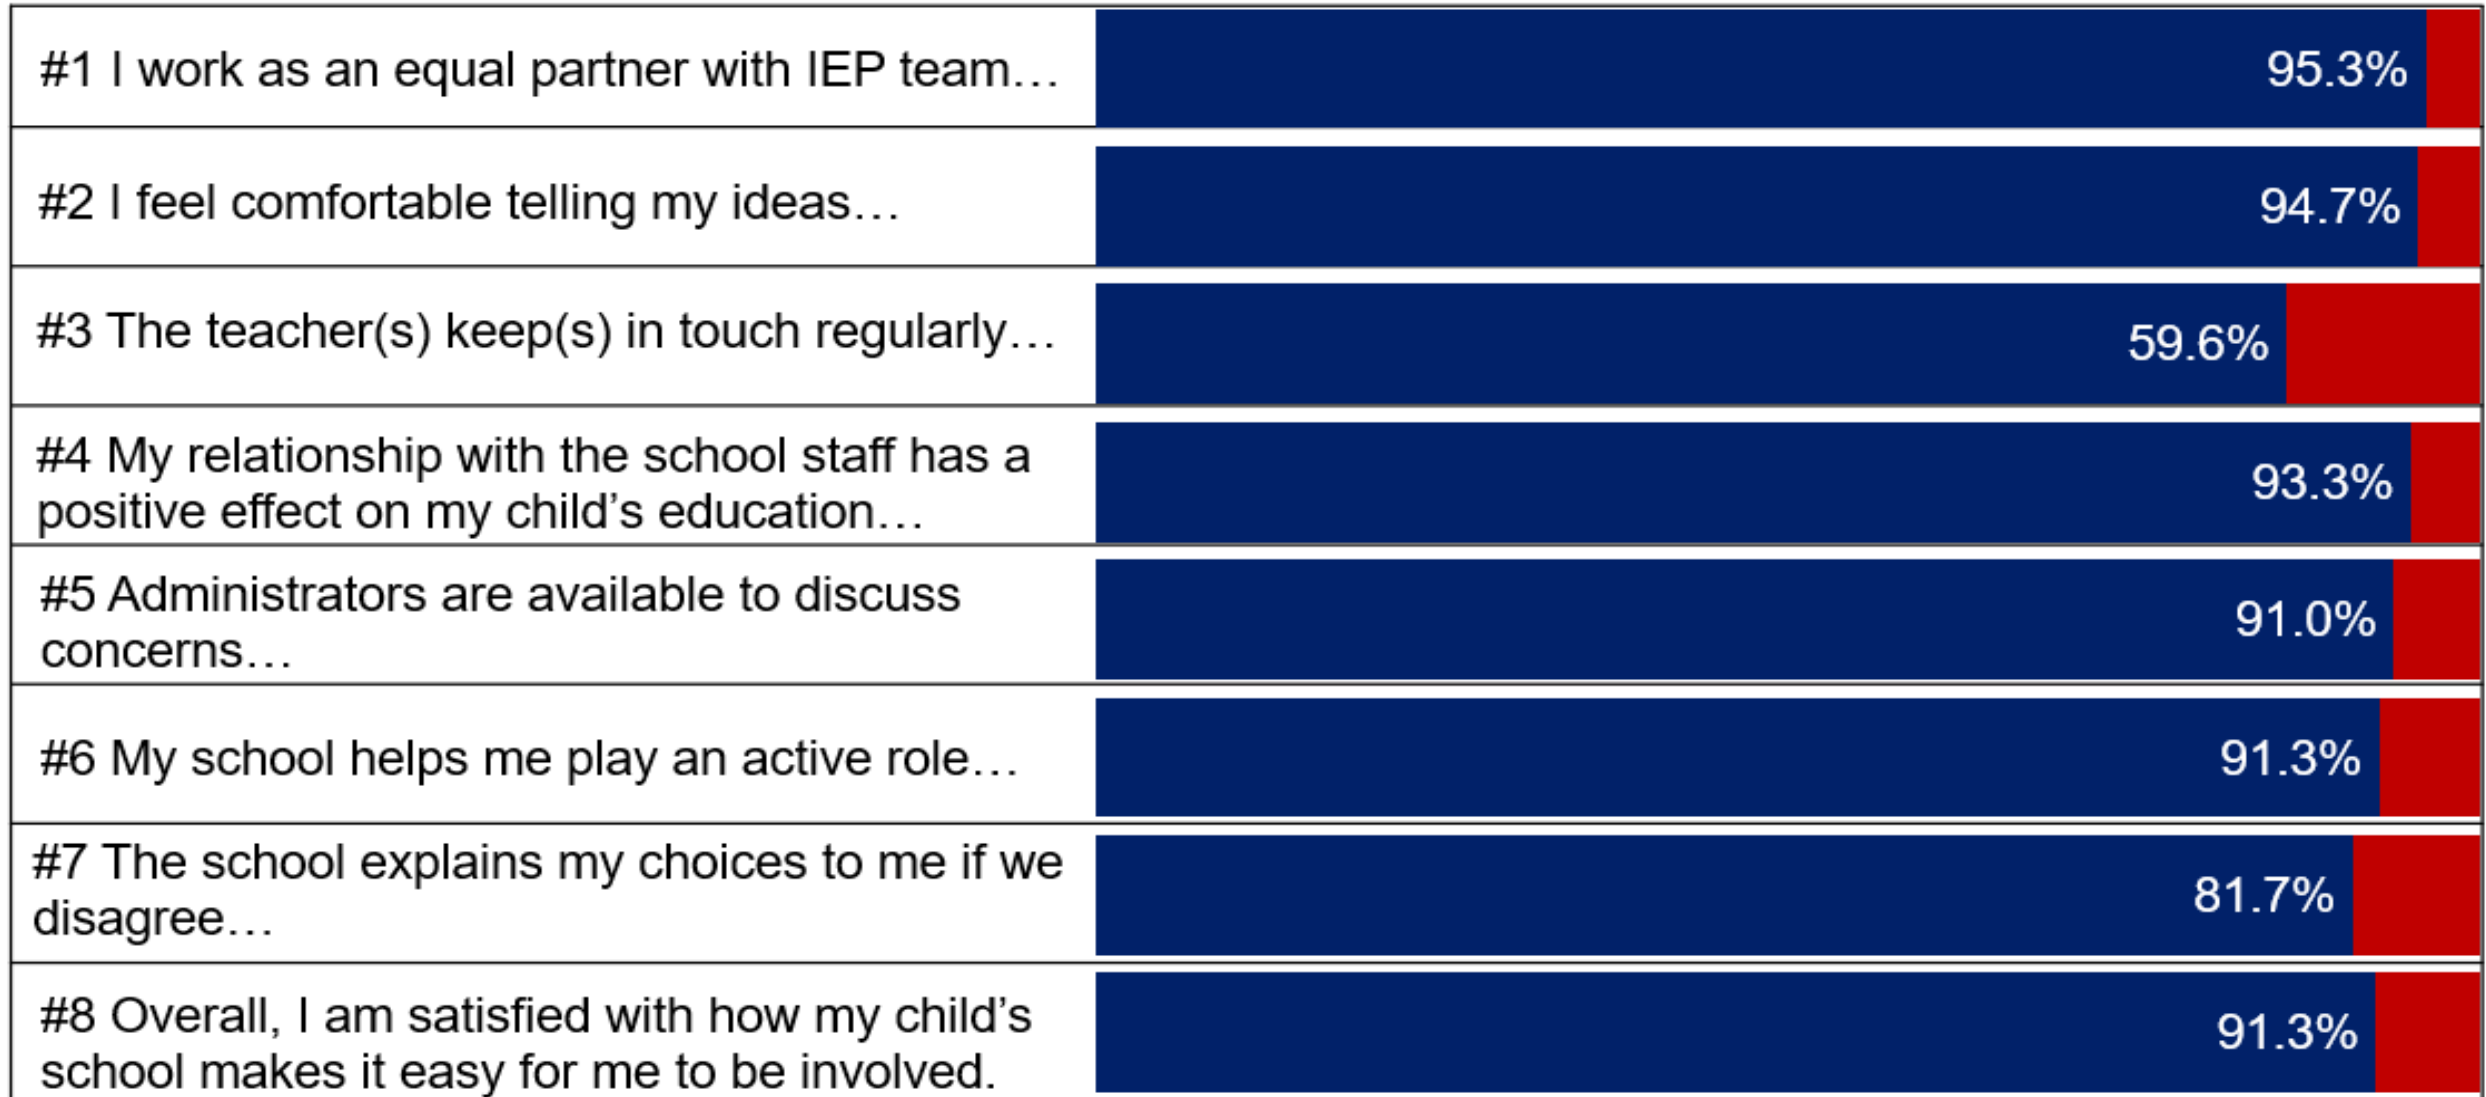 #1 I work as an equal partner with IEP team…
95.3%
#2 I feel comfortable telling my ideas…
94.7%
#3 The teacher(s) keep(s) in touch regularly…
59.6%
#4 My relationship with the school staff has a
positive effect on my child’s education…
93.3%
#5 Administrators are available to discuss
concerns…
91.0%
#6 My school helps me play an active role…
91.3%
#7 The school explains my choices to me if we
disagree…
81.7%
#8 Overall, I am satisfied with how my child’s
school makes it easy for me to be involved.
91.3%